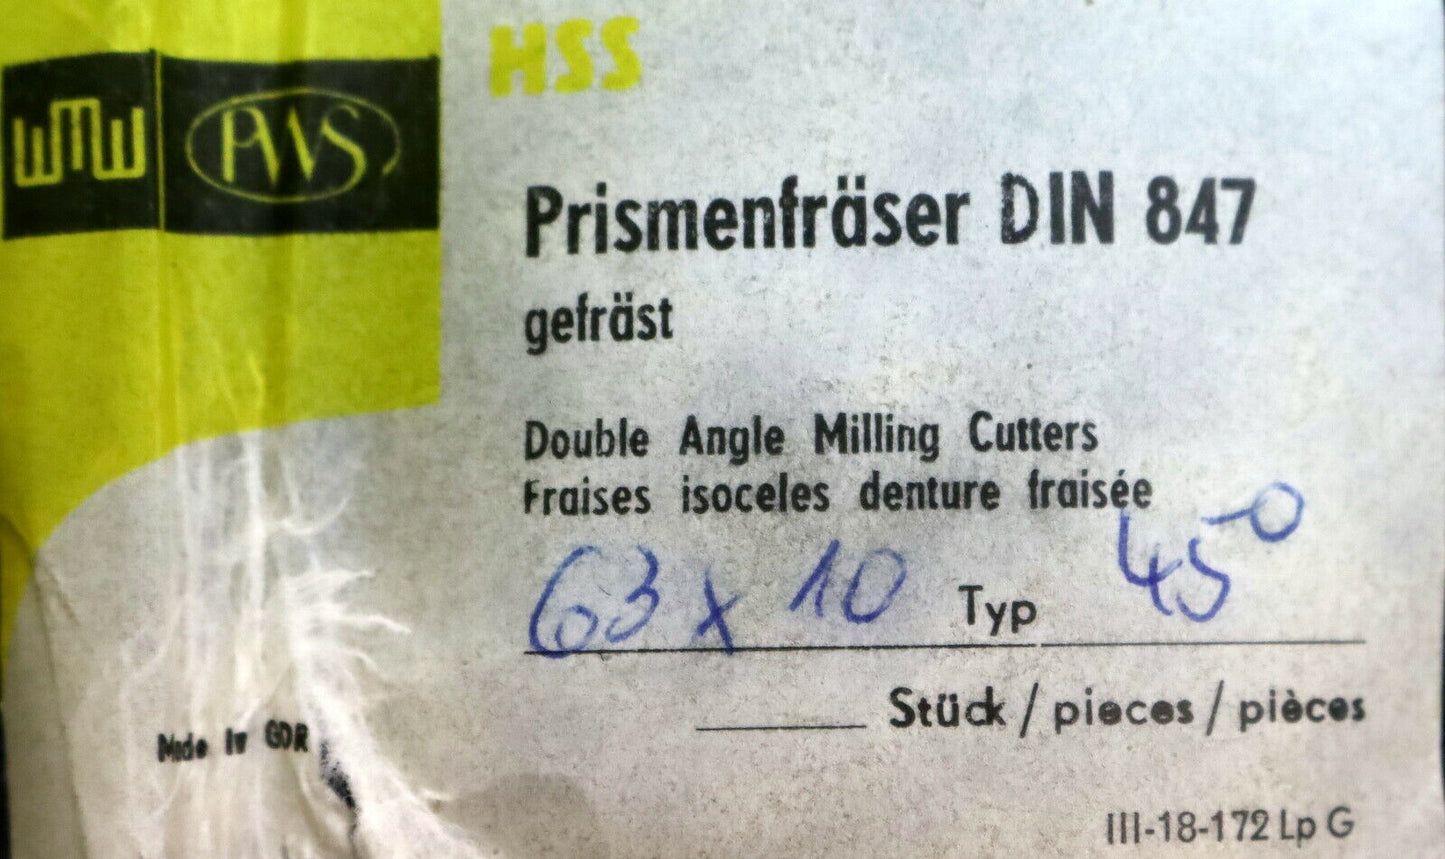 HSS
WMW PWS
Prismenfräser DIN 847
gefräst
Double Angle Milling Cutters
Fraises isoceles denture fraisée
63 x 10 Typ 45°
Stück / pieces / pièces
Made In GDR
III-18-172 Lp G